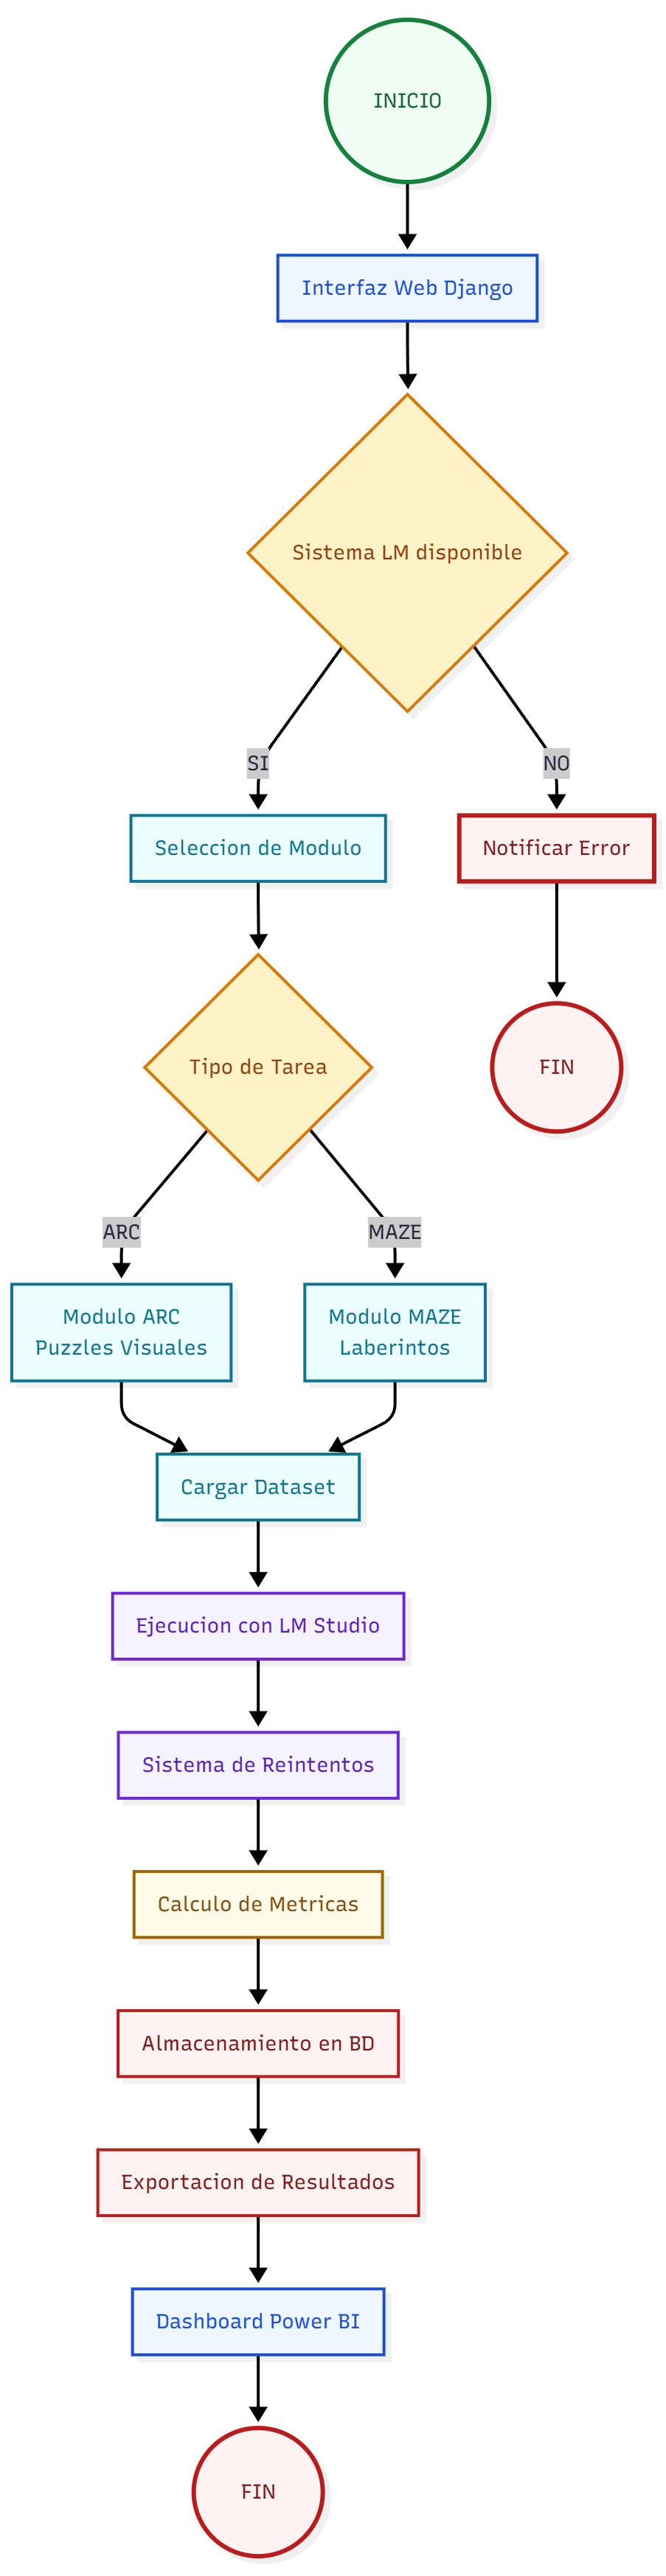 INICIO
Interfaz Web Django
Sistema LM disponible
SI
NO
Seleccion de Modulo
Notificar Error
Tipo de Tarea
FIN
ARC
MAZE
Modulo ARC
Puzzles Visuales
Modulo MAZE
Laberintos
Cargar Dataset
Ejecucion con LM Studio
Sistema de Reintentos
Calculo de Metricas
Almacenamiento en BD
Exportacion de Resultados
Dashboard Power BI
FIN